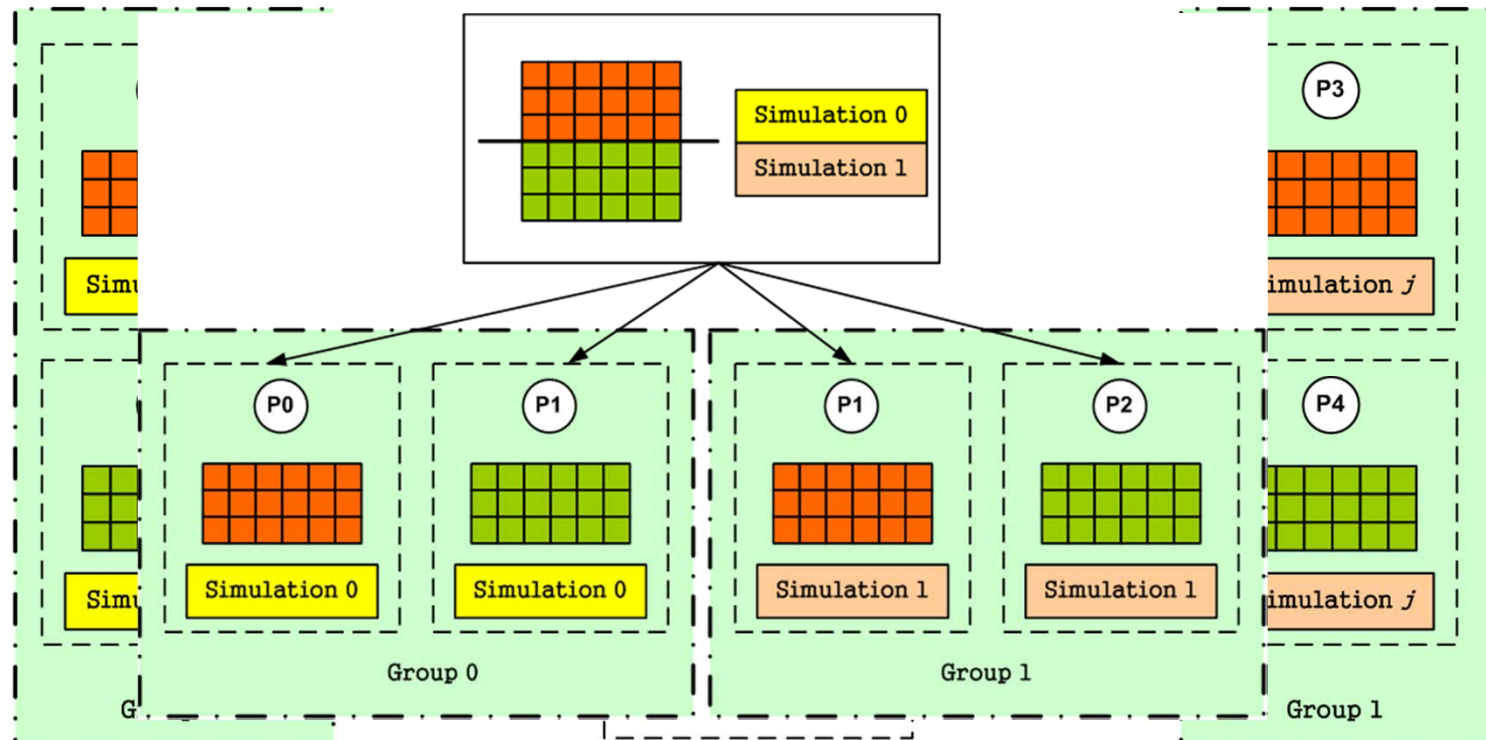 Simulation 0
Simulation 1
P3
Simulation 0
P0
P1
P1
P2
P4
Simulation 0
Simulation 0
Simulation 1
Simulation 1
Group 0
Group 1
Group 1